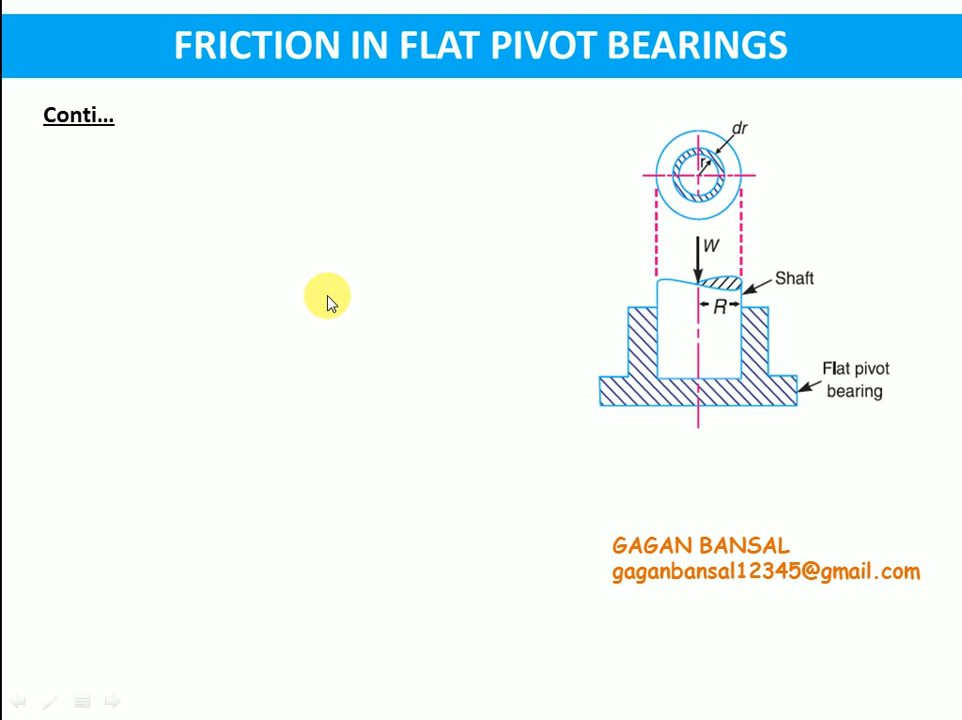 FRICTION IN FLAT PIVOT BEARINGS
Conti...
dr
r
W
Shaft
R
Flat pivot
bearing
GAGAN BANSAL
gaganbansal12345@gmail.com